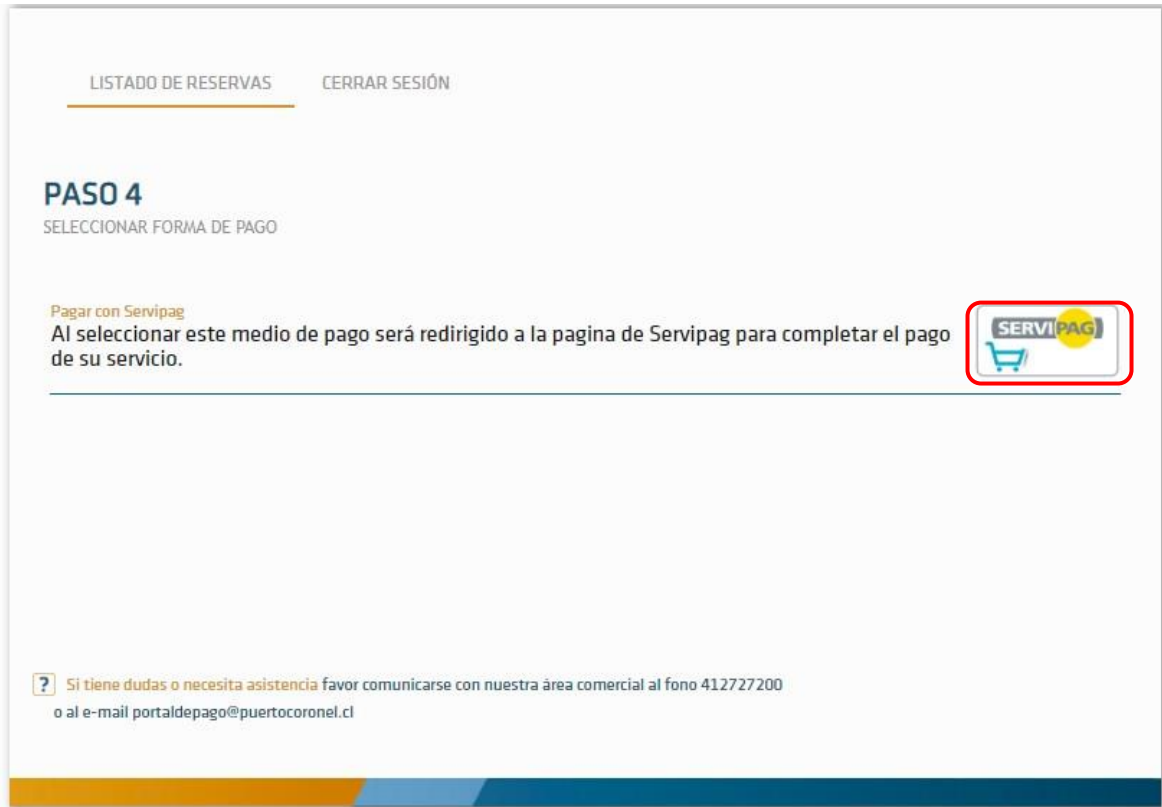 LISTADO DE RESERVAS CERRAR SESIÓN
PASO 4
SELECCIONAR FORMA DE PAGO
Pagar con Servipag
Al seleccionar este medio de pago será redirigido a la pagina de Servipag para completar el pago
de su servicio.
SERVIPAG
? Si tiene dudas o necesita asistencia favor comunicarse con nuestra área comercial al fono 412727200
o al e-mail portaldepago@puertocoronel.cl